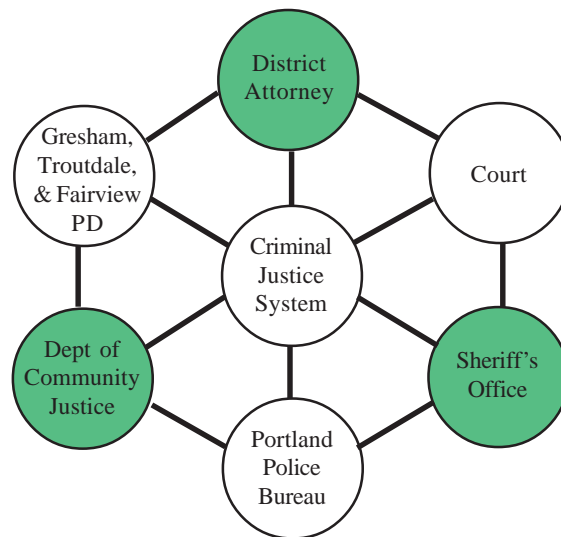 District
Attorney
Gresham,
Troutdale,
& Fairview
PD
Court
Criminal
Justice
System
Dept of
Community
Justice
Sheriff's
Office
Portland
Police
Bureau